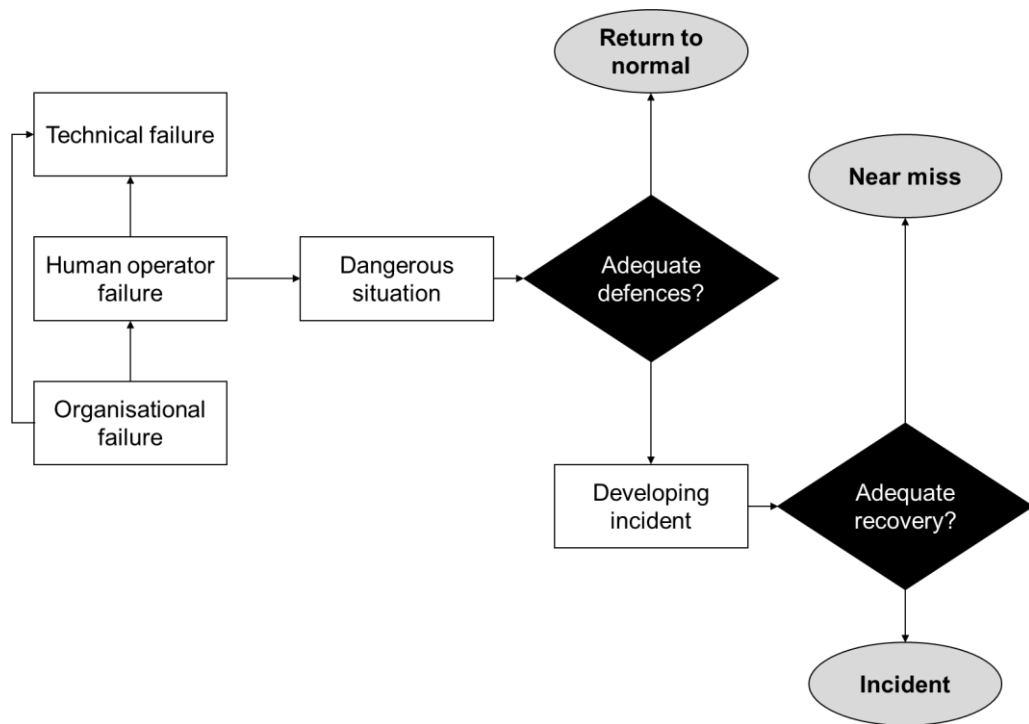 Return to
normal
Technical failure
Near miss
Human operator
failure
Dangerous
situation
Adequate
defences?
Organisational
failure
Developing
incident
Adequate
recovery?
Incident